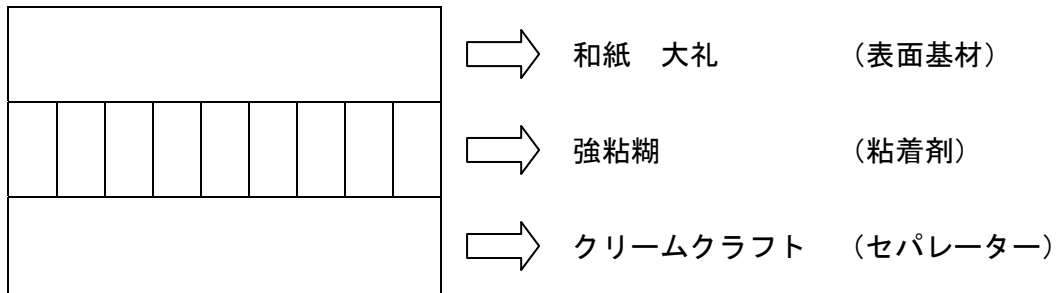 和紙　大礼　（表面基材）
強粘糊　（粘着剤）
クリームクラフト　（セパレーター）